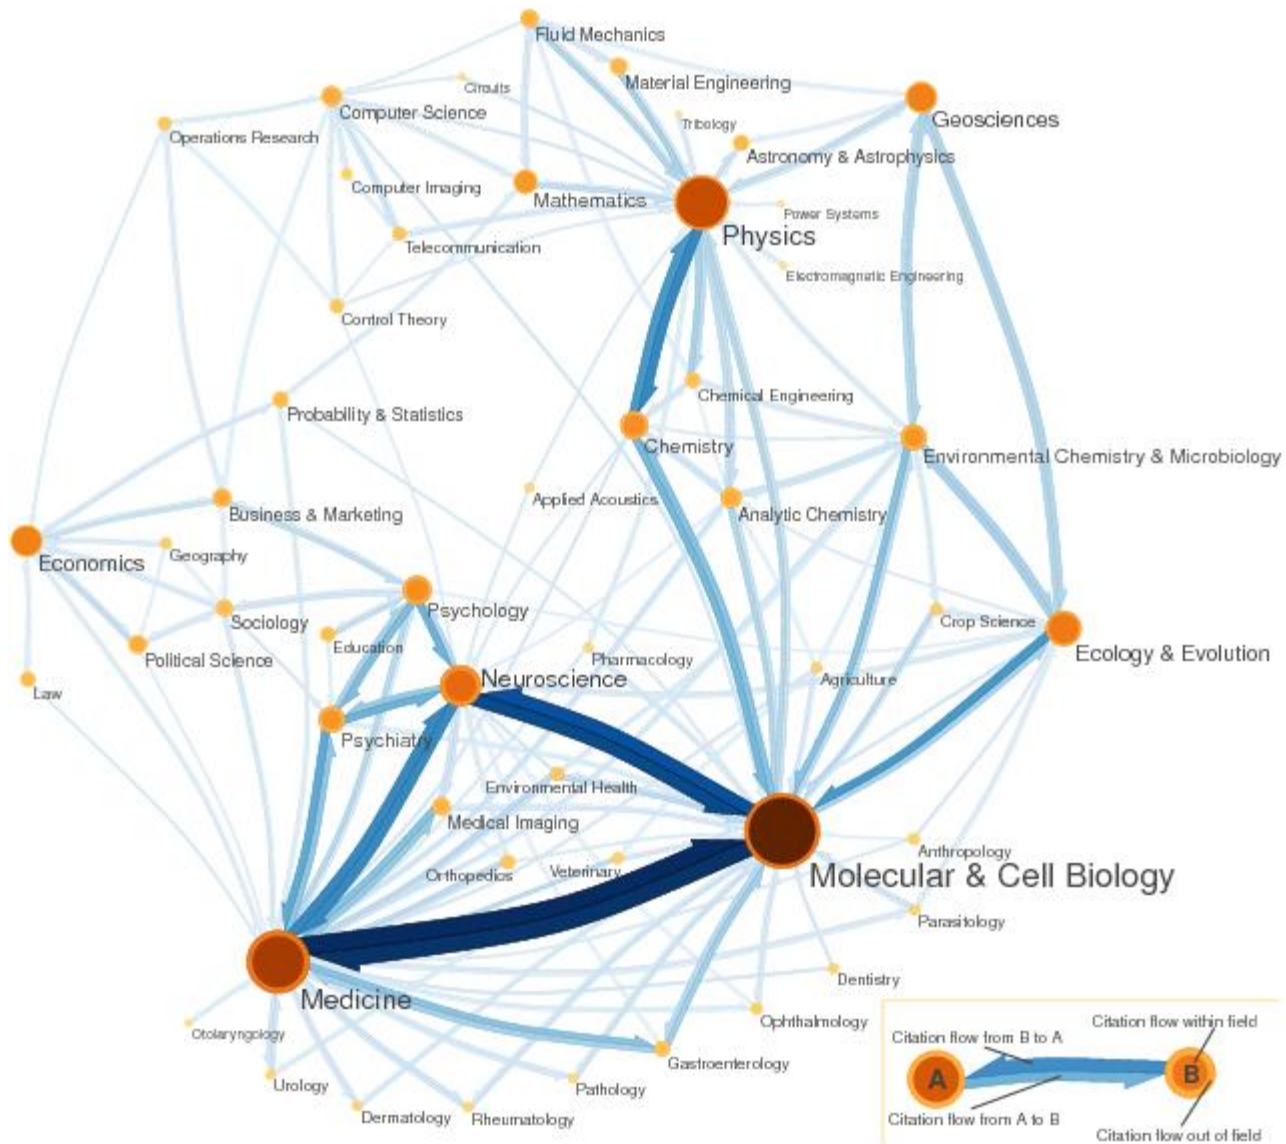 Fluid Mechanics
Material Engineering
Circuits
Computer Science
Geosciences
Tribology
Operations Research
Astronomy & Astrophysics
Computer Imaging
Mathematics
Power Systems
Physics
Telecommunication
Electromagnetic Engineering
Control Theory
Chemical Engineering
Probability & Statistics
Chemistry
Environmental Chemistry & Microbiology
Applied Acoustics
Analytic Chemistry
Business & Marketing
Geography
Economics
Psychology
Sociology
Crop Science
Education
Political Science
Pharmacology
Ecology & Evolution
Neuroscience
Agriculture
Law
Psychiatry
Environmental Health
Medical Imaging
Anthropology
Orthopedics
Veterinary
Molecular & Cell Biology
Parasitology
Dentistry
Medicine
Ophthalmology
Otolaryngology
Gastroenterology
Urology
Pathology
Dermatology
Rheumatology
Citation flow within field
Citation flow from B to A
A
B
Citation flow from A to B
Citation flow out of field